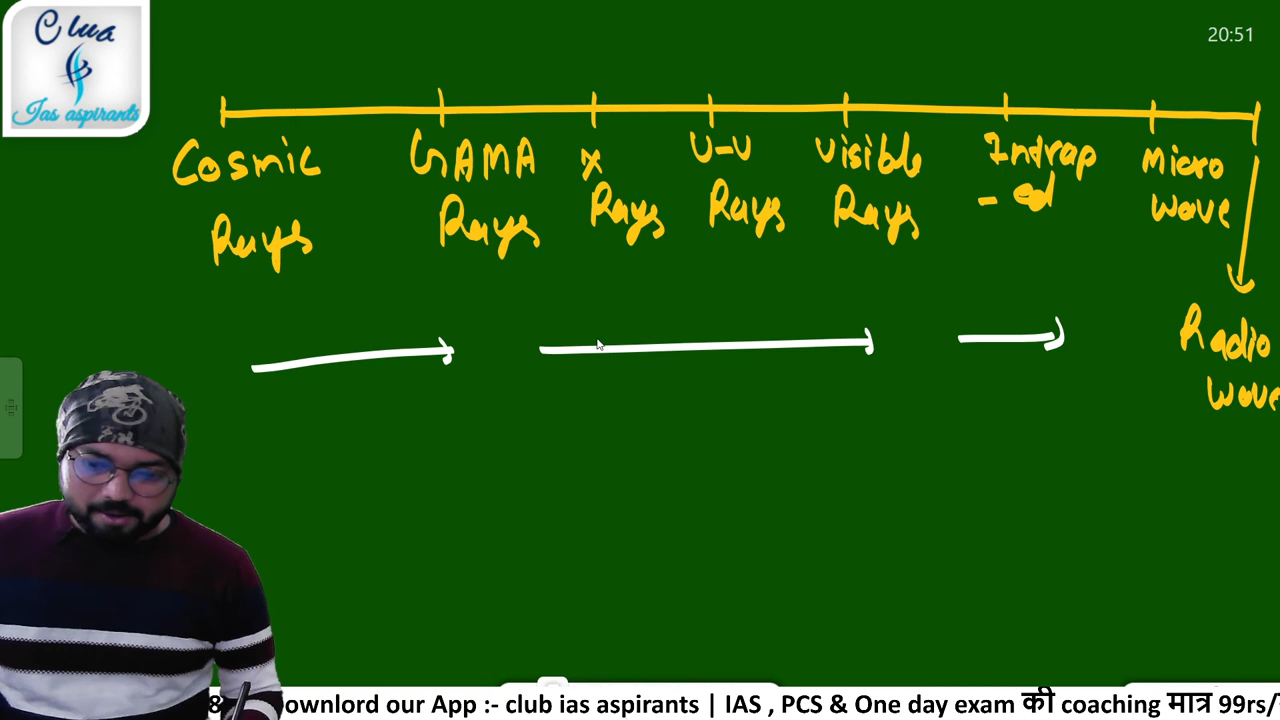 Club
Ias aspirants
20:51
Cosmic
Rays
GAMA
Rays
X
Rays
U-V
Rays
Visible
Rays
Infrap
-ed
Micro
wave
Radio
wave
ownlord our App :- club ias aspirants | IAS , PCS & One day exam की coaching मात्र 99rs/